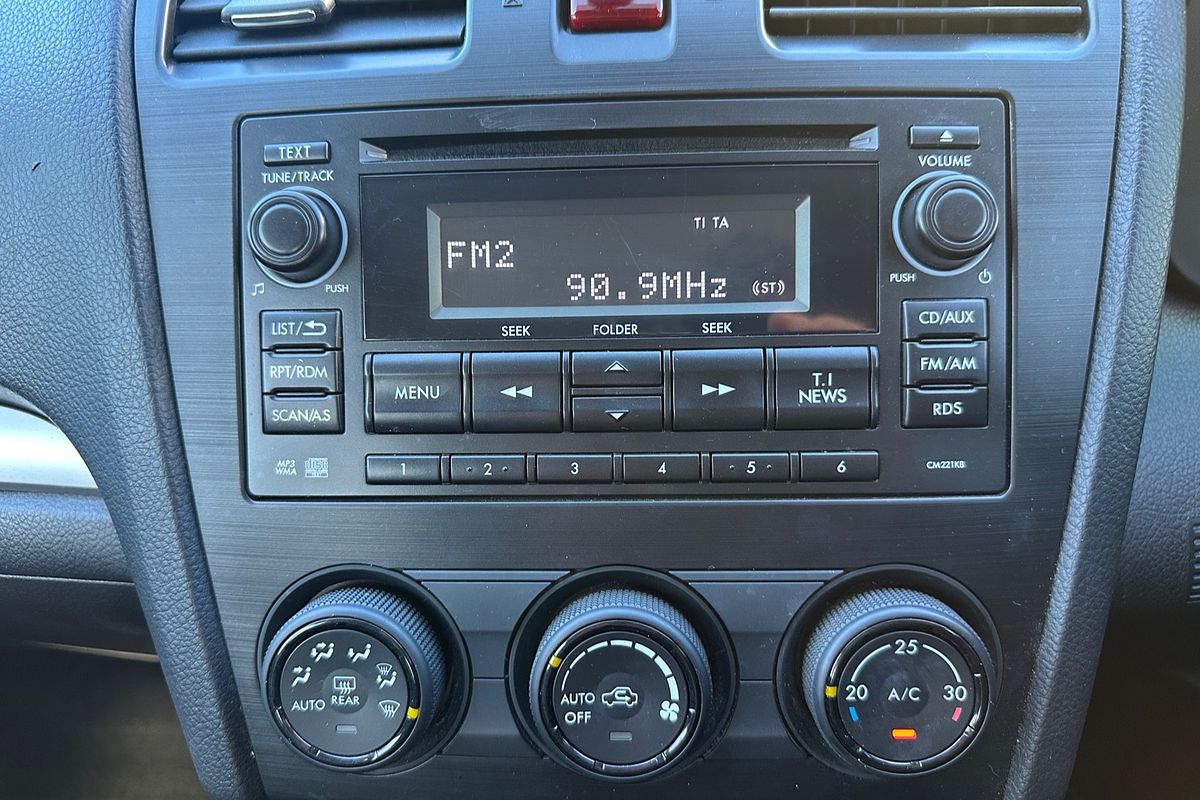 TEXT
TUNE/TRACK
PUSH
VOLUME
PUSH
TI TA
FM2
90.9MHz ((ST))
SEEK FOLDER SEEK
LIST/
RPT/RDM
SCAN/A.S
MENU
T.I
NEWS
CD/AUX
FM/AM
RDS
MP3
WMA
1 2 3 4 5 6
CM221KB
AUTO
REAR
AUTO
OFF
25
20 A/C 30